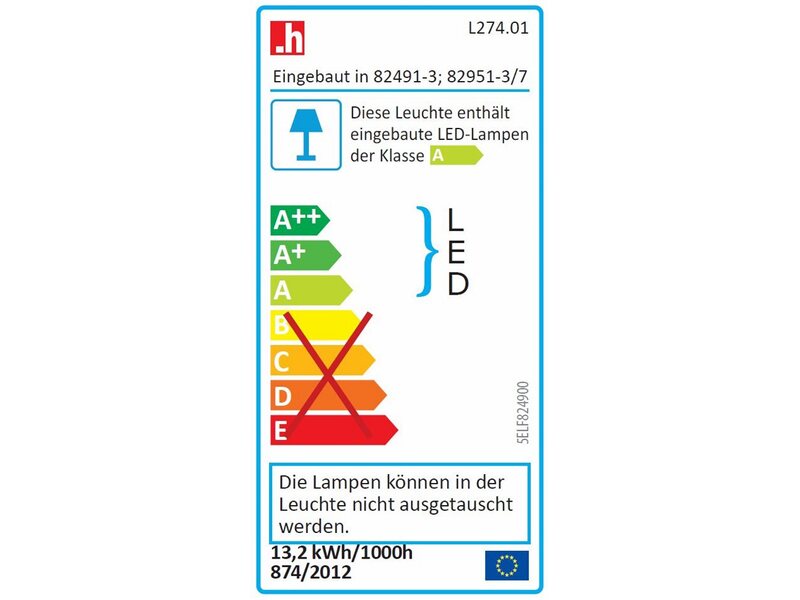 .h
L274.01
Eingebaut in 82491-3; 82951-3/7
Diese Leuchte enthält
eingebaute LED-Lampen
der Klasse A
A++
A+
A
B
C
D
E
L
E
D
5ELF824900
Die Lampen können in der
Leuchte nicht ausgetauscht
werden.
13,2 kWh/1000h
874/2012